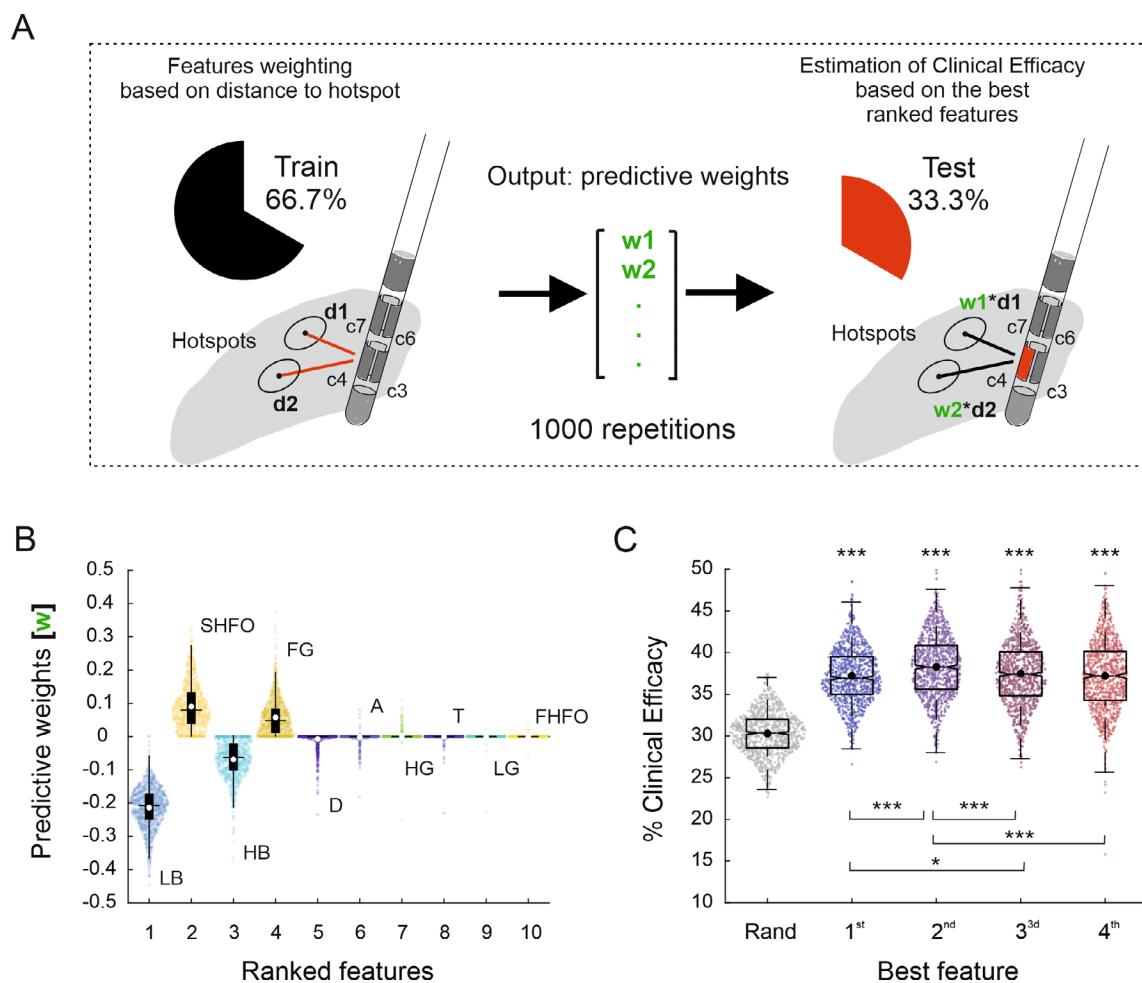 A
Features weighting
based on distance to hotspot
Train
66.7%
d1
Hotspots
c7
c6
c4
c3
d2
Output: predictive weights
w1
w2
.
.
.
1000 repetitions
Estimation of Clinical Efficacy
based on the best
ranked features
Test
33.3%
w1*d1
Hotspots
c7
c6
c4
c3
w2*d2
B
Predictive weights [w]
0.5
0.4
0.3
0.2
0.1
0
-0.1
-0.2
-0.3
-0.4
-0.5
SHFO
FG
A
T
FHFO
HG
LG
D
HB
LB
1 2 3 4 5 6 7 8 9 10
Ranked features
C
% Clinical Efficacy
50
45
40
35
30
25
20
15
10
*** *** *** ***
*** ***
***
*
Rand 1st 2nd 33d 4th
Best feature